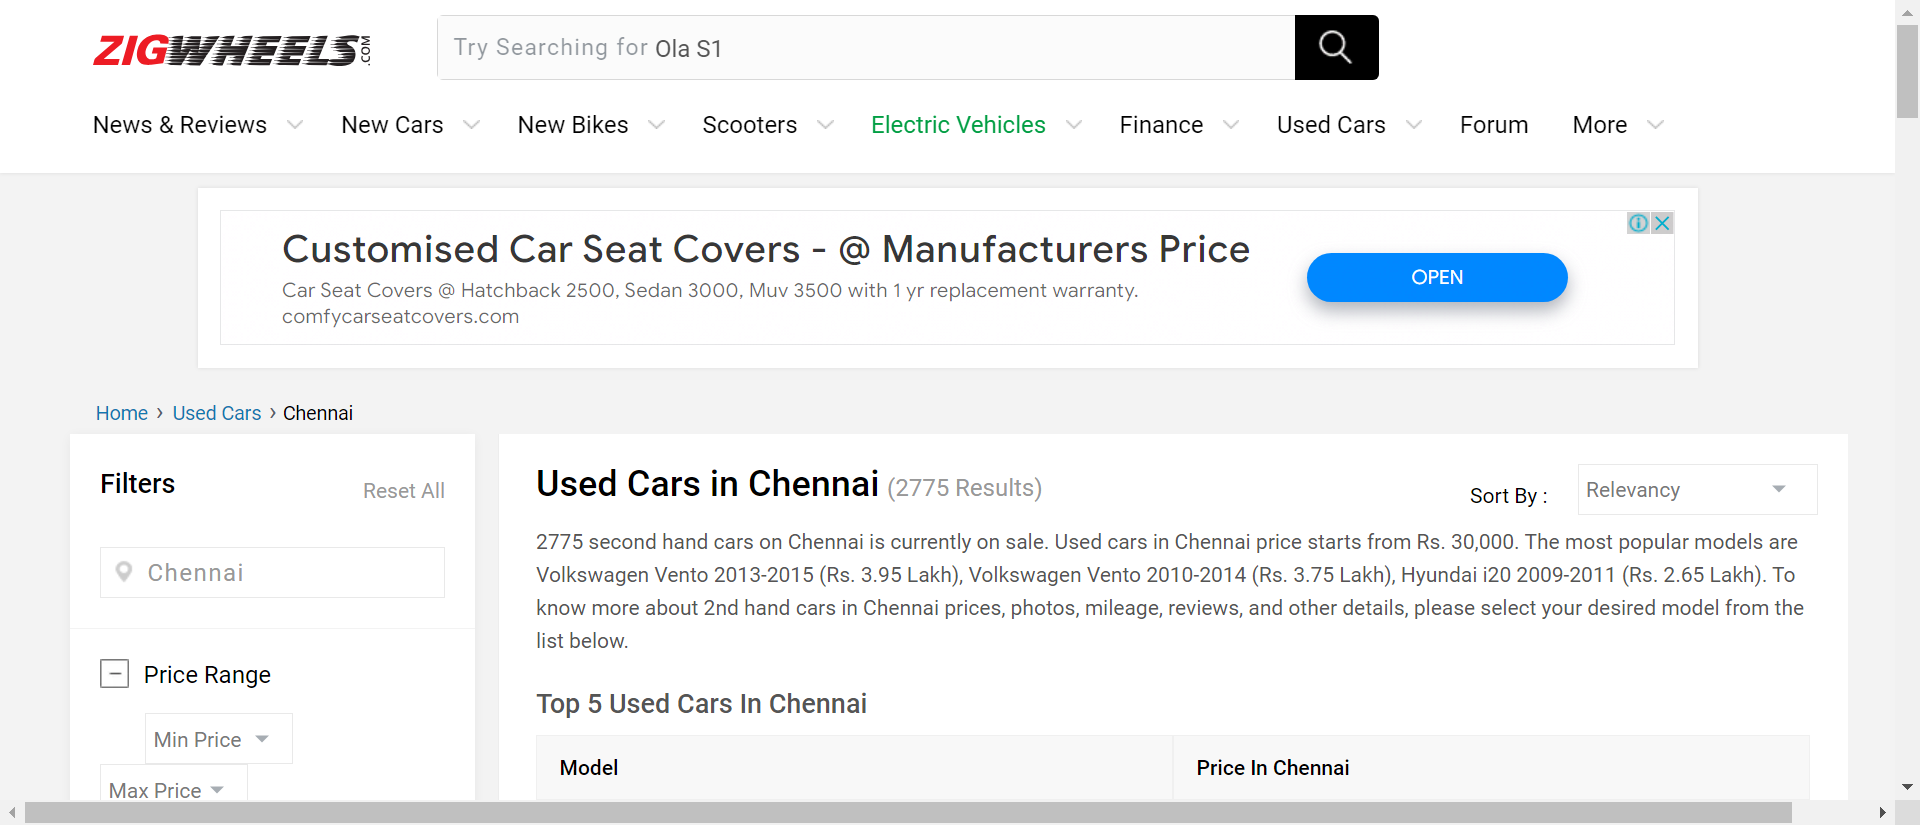 ZIGWHEELS.COM
Try Searching for Ola S1
News & Reviews New Cars New Bikes Scooters Electric Vehicles Finance Used Cars Forum More
Customised Car Seat Covers - @ Manufacturers Price
Car Seat Covers @ Hatchback 2500, Sedan 3000, Muv 3500 with 1 yr replacement warranty.
comfycarseatcovers.com
OPEN
Home › Used Cars › Chennai
Filters
Reset All
Chennai
Price Range
Min Price
Max Price
Used Cars in Chennai (2775 Results)
Sort By :
Relevancy
2775 second hand cars on Chennai is currently on sale. Used cars in Chennai price starts from Rs. 30,000. The most popular models are
Volkswagen Vento 2013-2015 (Rs. 3.95 Lakh), Volkswagen Vento 2010-2014 (Rs. 3.75 Lakh), Hyundai i20 2009-2011 (Rs. 2.65 Lakh). To
know more about 2nd hand cars in Chennai prices, photos, mileage, reviews, and other details, please select your desired model from the
list below.
Top 5 Used Cars In Chennai
Model Price In Chennai